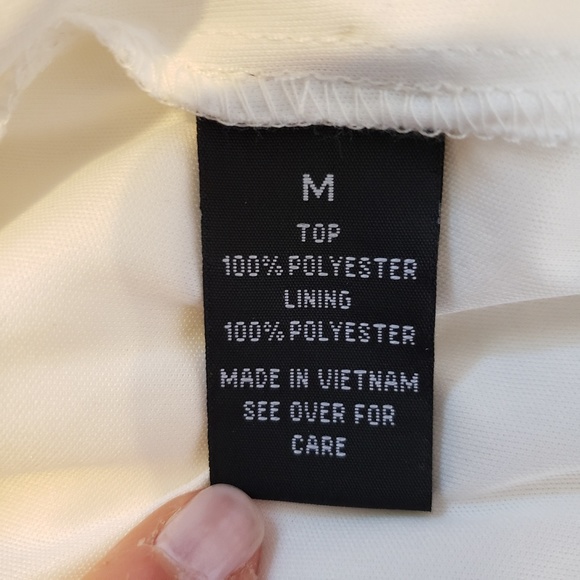 M
TOP
100% POLYESTER
LINING
100% POLYESTER
MADE IN VIETNAM
SEE OVER FOR
CARE